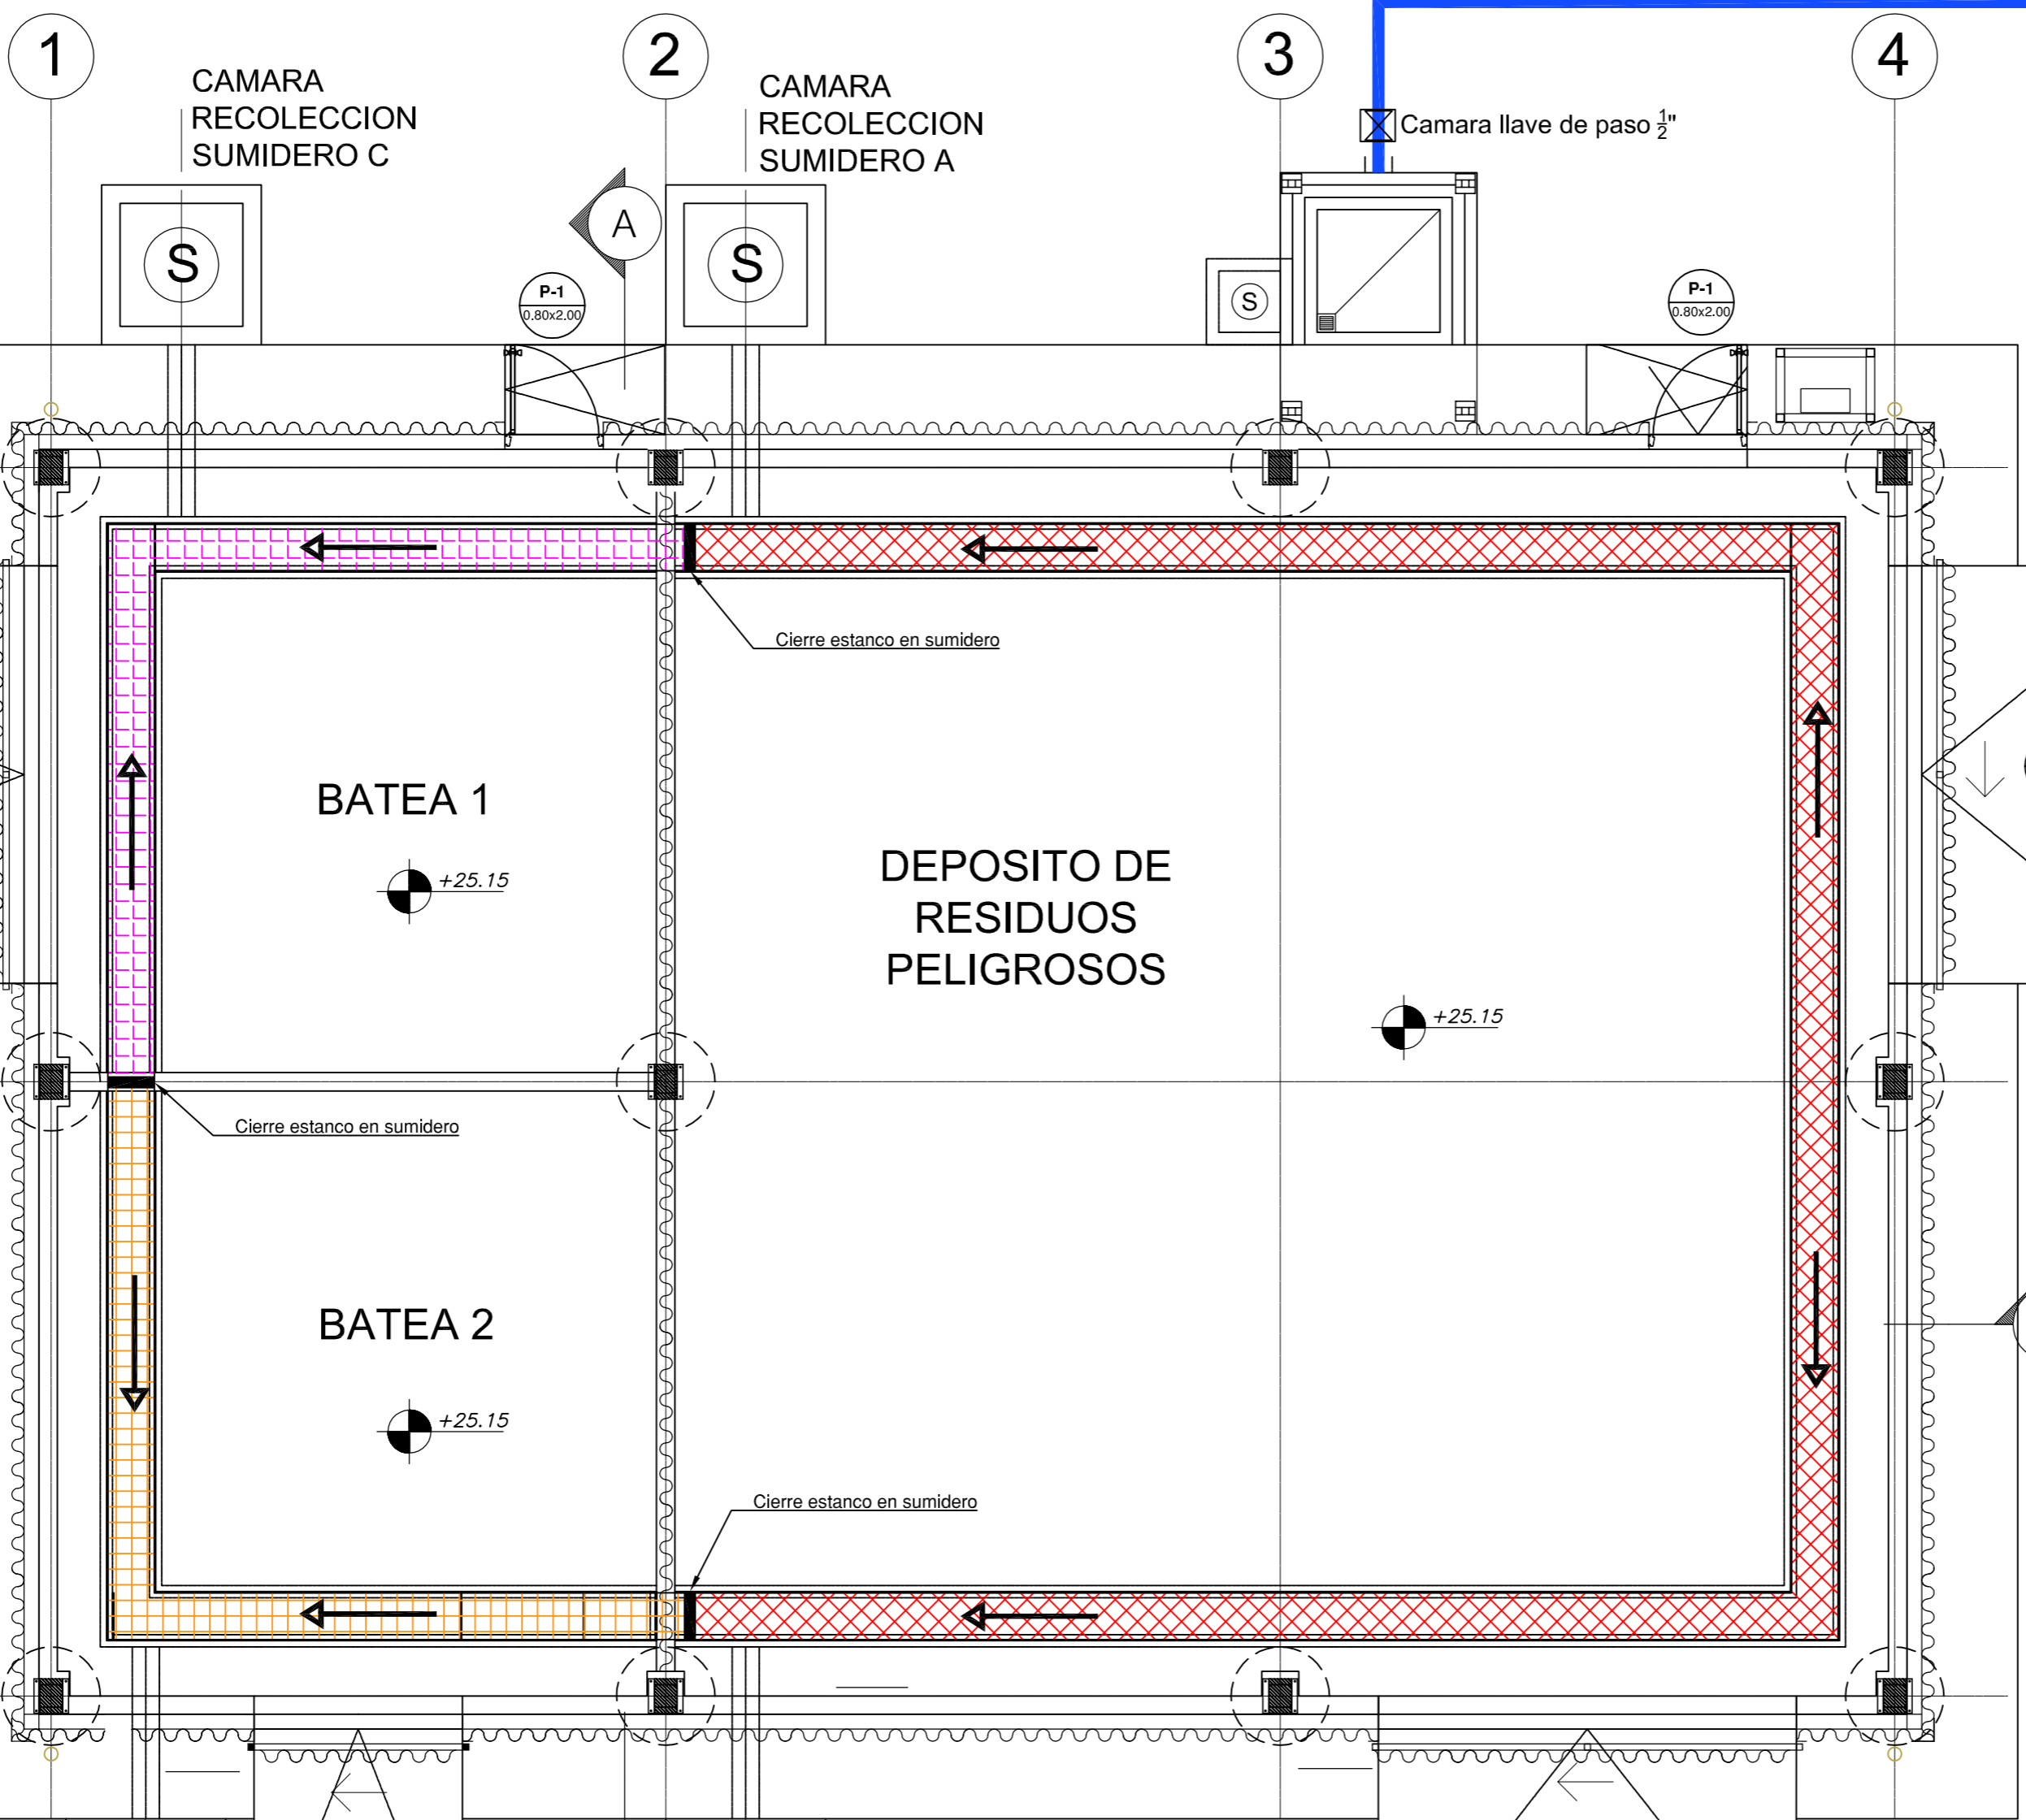 1
2
3
4
CAMARA
RECOLECCION
SUMIDERO C
CAMARA
RECOLECCION
SUMIDERO A
Camara llave de paso 1/2"
S
A
S
S
P-1
0.80x2.00
P-1
0.80x2.00
Cierre estanco en sumidero
BATEA 1
+25.15
DEPOSITO DE
RESIDUOS
PELIGROSOS
+25.15
Cierre estanco en sumidero
BATEA 2
+25.15
Cierre estanco en sumidero